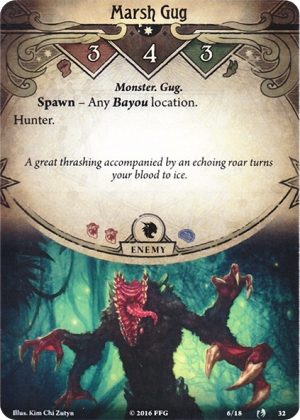 Marsh Gug
3 4 3
Monster. Gug.
Spawn – Any Bayou location.
Hunter.
A great thrashing accompanied by an echoing roar turns
your blood to ice.
ENEMY
Illus. Kim Chi Zutyn © 2016 FFG 6/18 32